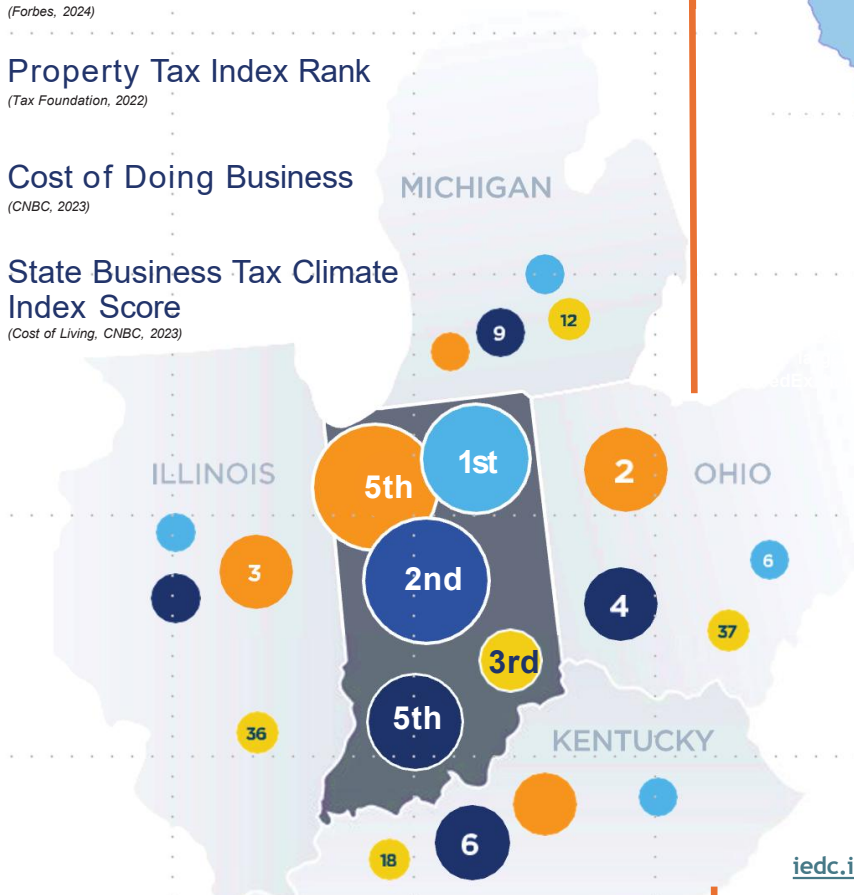 (Forbes, 2024)
Property Tax Index Rank
(Tax Foundation, 2022)
Cost of Doing Business
(CNBC, 2023)
State Business Tax Climate
Index Score
(Cost of Living, CNBC, 2023)
MICHIGAN
9
12
ILLINOIS
3
36
5th
1st
2nd
3rd
5th
2
OHIO
4
6
37
KENTUCKY
6
18
iedc.i